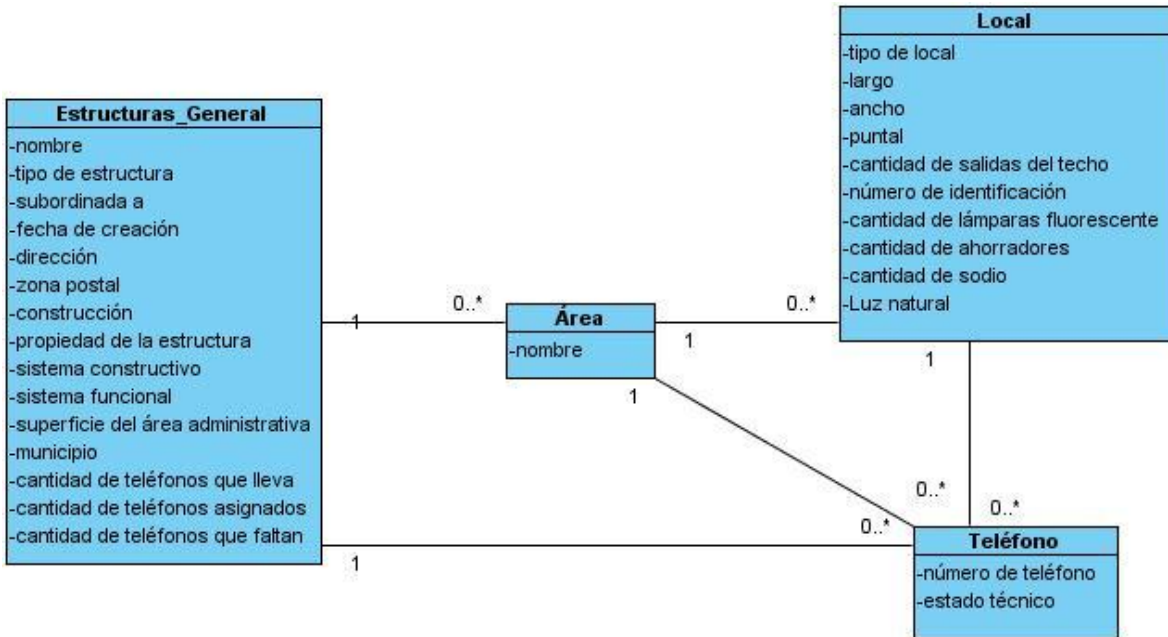 Local
-tipo de local
-largo
-ancho
-puntal
-cantidad de salidas del techo
-número de identificación
-cantidad de lámparas fluorescente
-cantidad de ahorradores
-cantidad de sodio
-Luz natural
Estructuras_General
-nombre
-tipo de estructura
-subordinada a
-fecha de creación
-dirección
-zona postal
-construcción
-propiedad de la estructura
-sistema constructivo
-sistema funcional
-superficie del área administrativa
-municipio
-cantidad de teléfonos que lleva
-cantidad de teléfonos asignados
-cantidad de teléfonos que faltan
1
0..*
Área
-nombre
1
0..*
1
1
0..*
0..*
0..*
1
Teléfono
-número de teléfono
-estado técnico